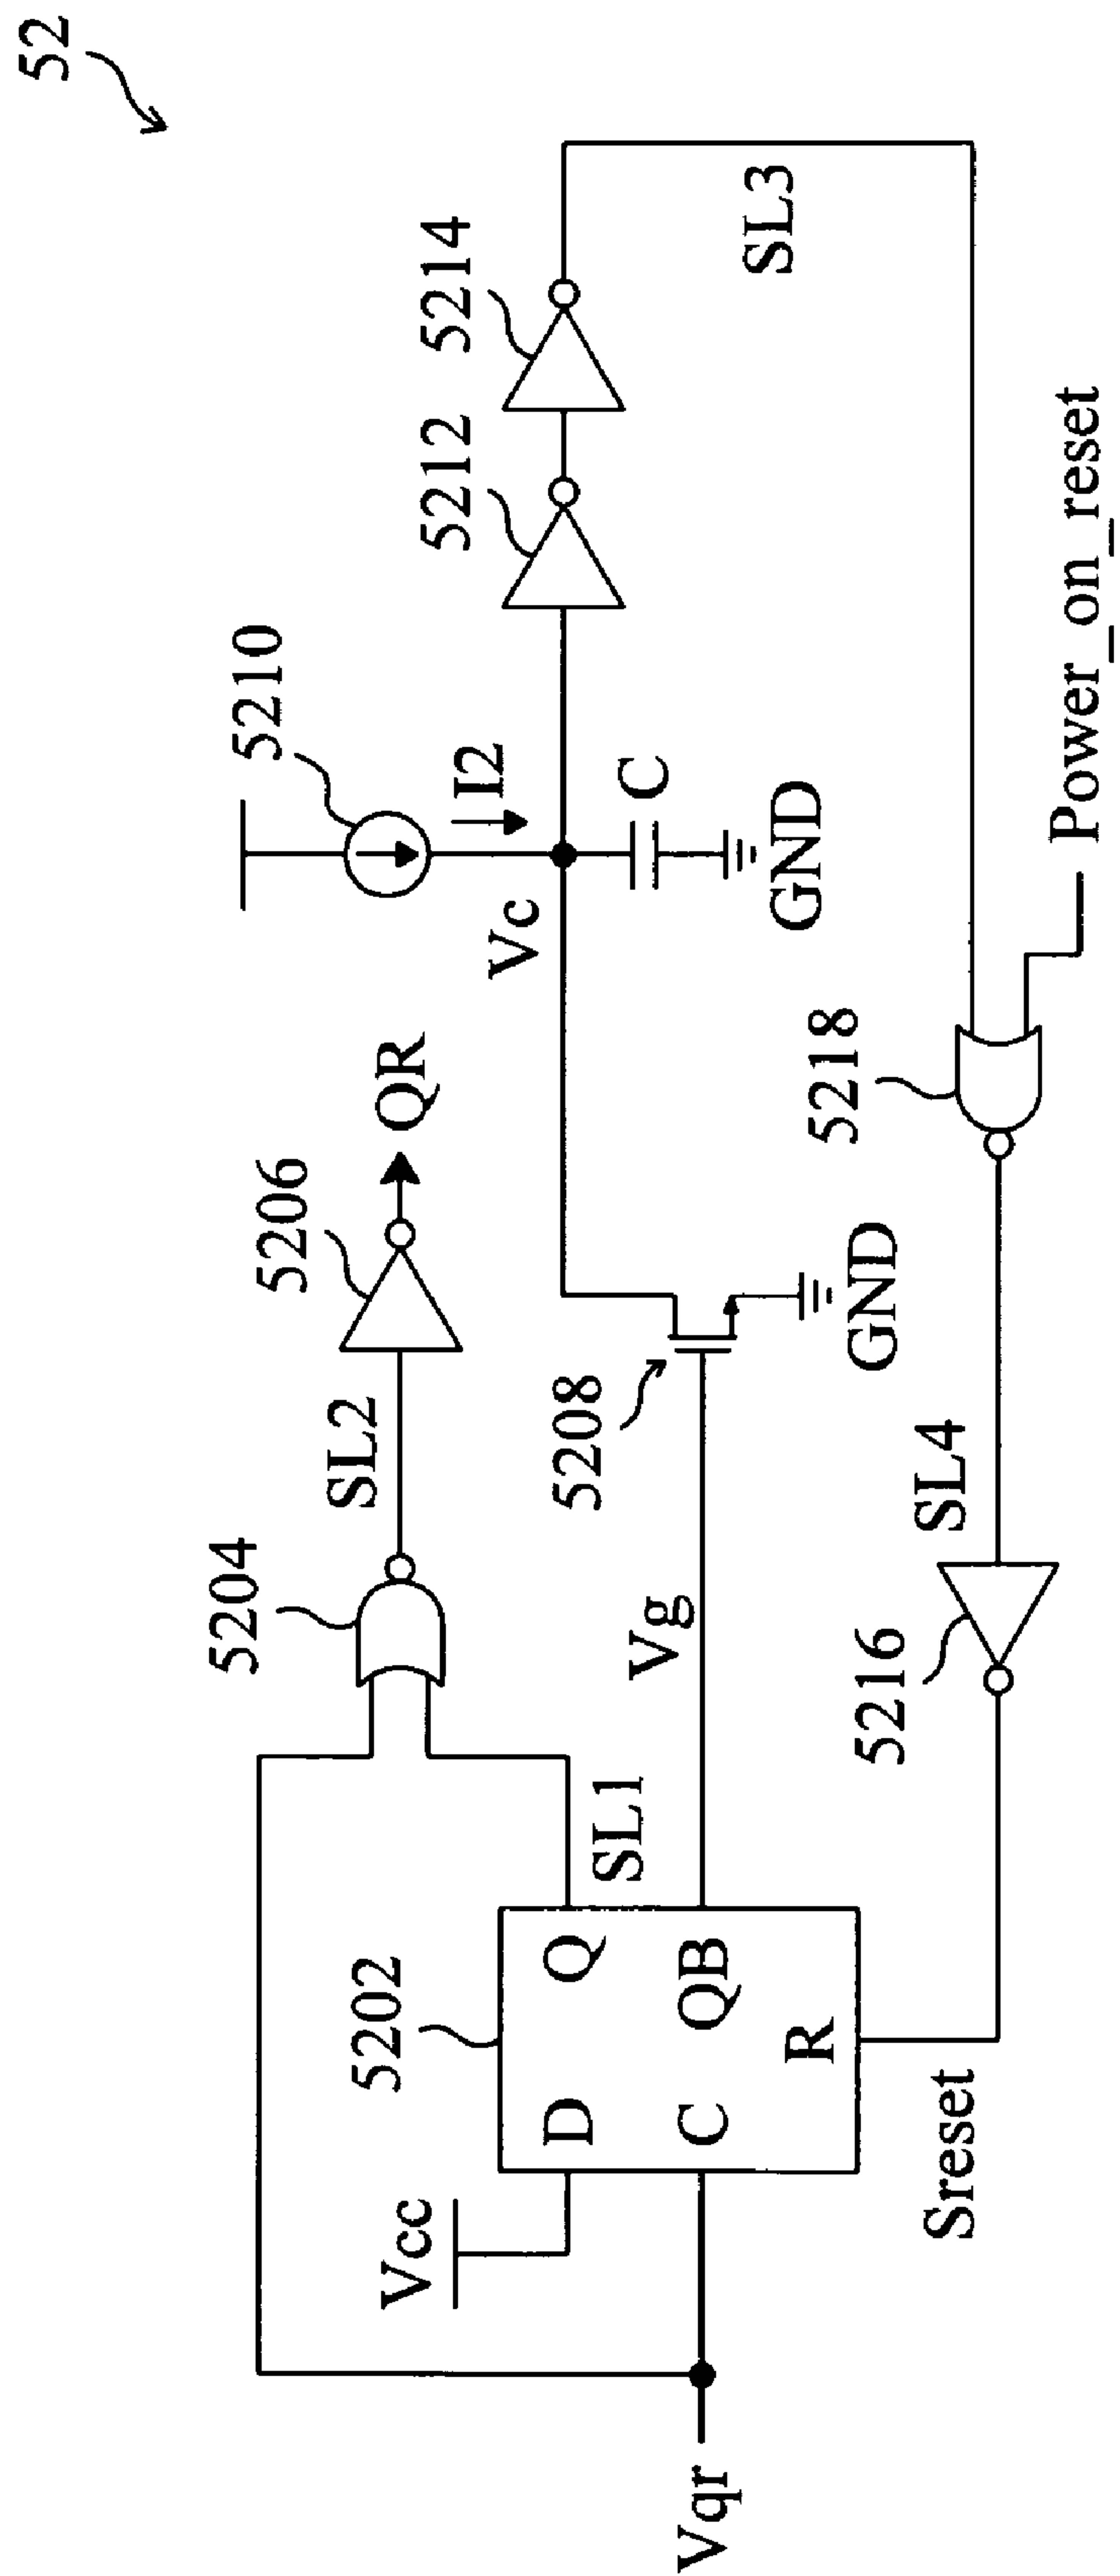 52
5210
I2
Vc
C
GND
5212
5214
SL3
5204
SL2
5206
QR
Vcc
5202
D
Q
C
QB
R
SL1
Vg
5208
GND
Vqr
Sreset
5216
SL4
5218
Power_on_reset